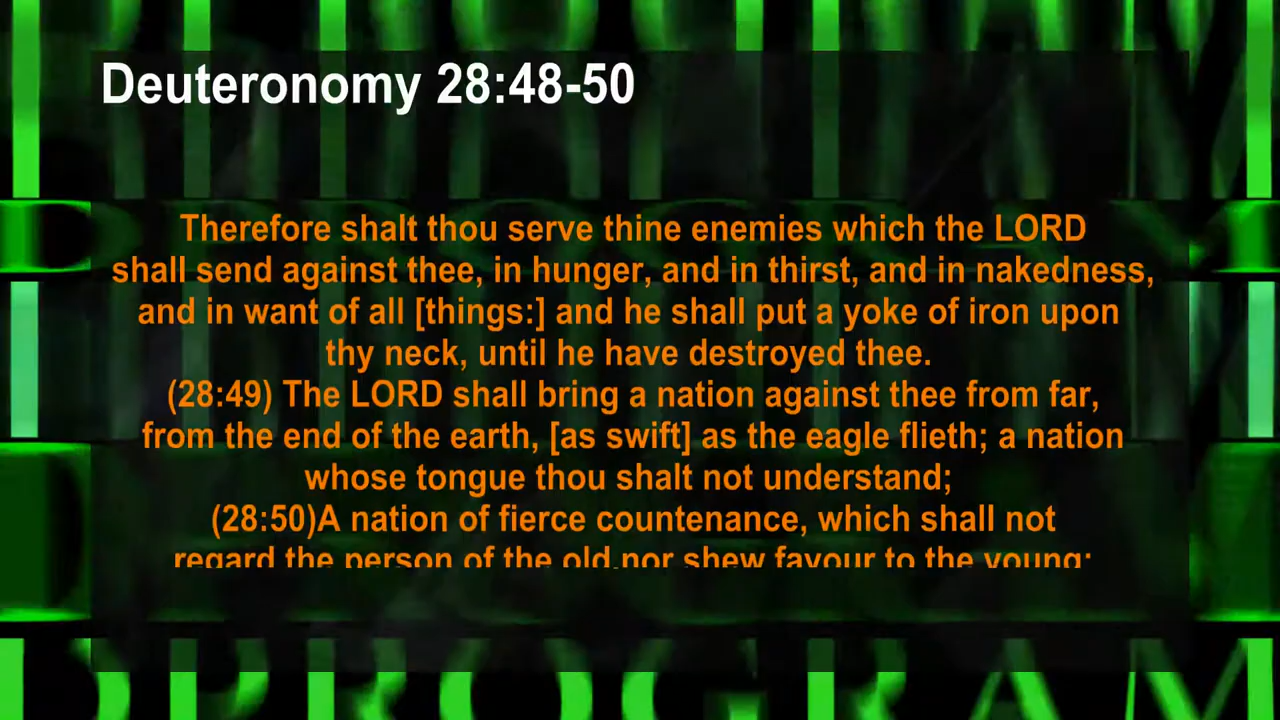 Deuteronomy 28:48-50
Therefore shalt thou serve thine enemies which the LORD
shall send against thee, in hunger, and in thirst, and in nakedness,
and in want of all [things:] and he shall put a yoke of iron upon
thy neck, until he have destroyed thee.
(28:49) The LORD shall bring a nation against thee from far,
from the end of the earth, [as swift] as the eagle flieth; a nation
whose tongue thou shalt not understand;
(28:50)A nation of fierce countenance, which shall not
regard the person of the old,nor shew favour to the young:
DPROGRAM